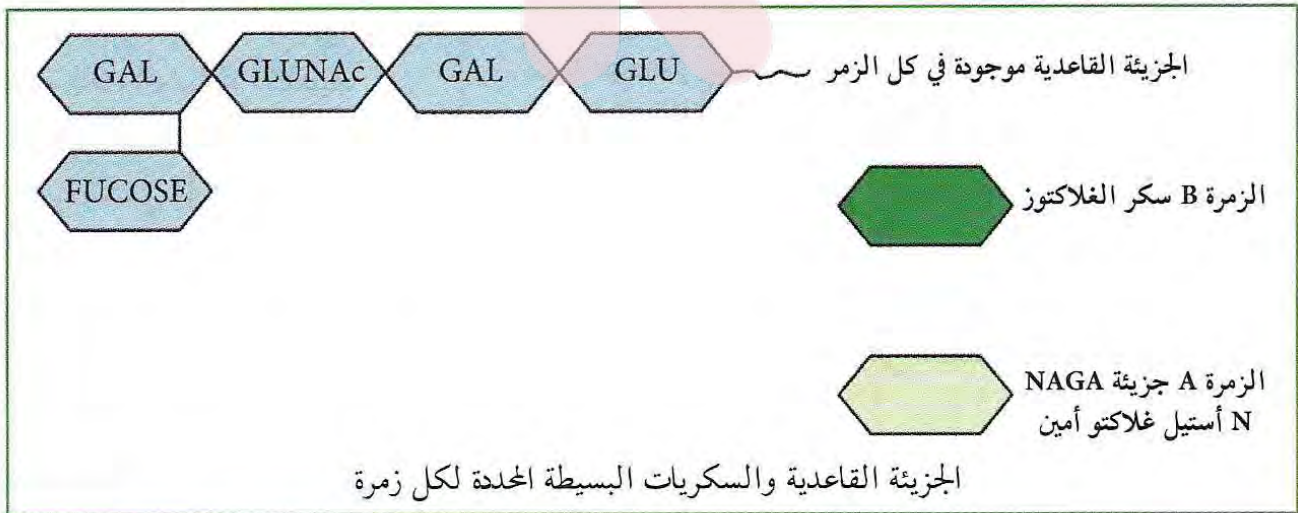 GAL GLUNAc GAL GLU الجزيئة القاعدية موجودة في كل الزمر
FUCOSE
الزمرة B سكر الغلاكتوز
الزمرة A جزيئة NAGA
N أستيل غلاكتو أمين
الجزيئة القاعدية والسكريات البسيطة المحددة لكل زمرة